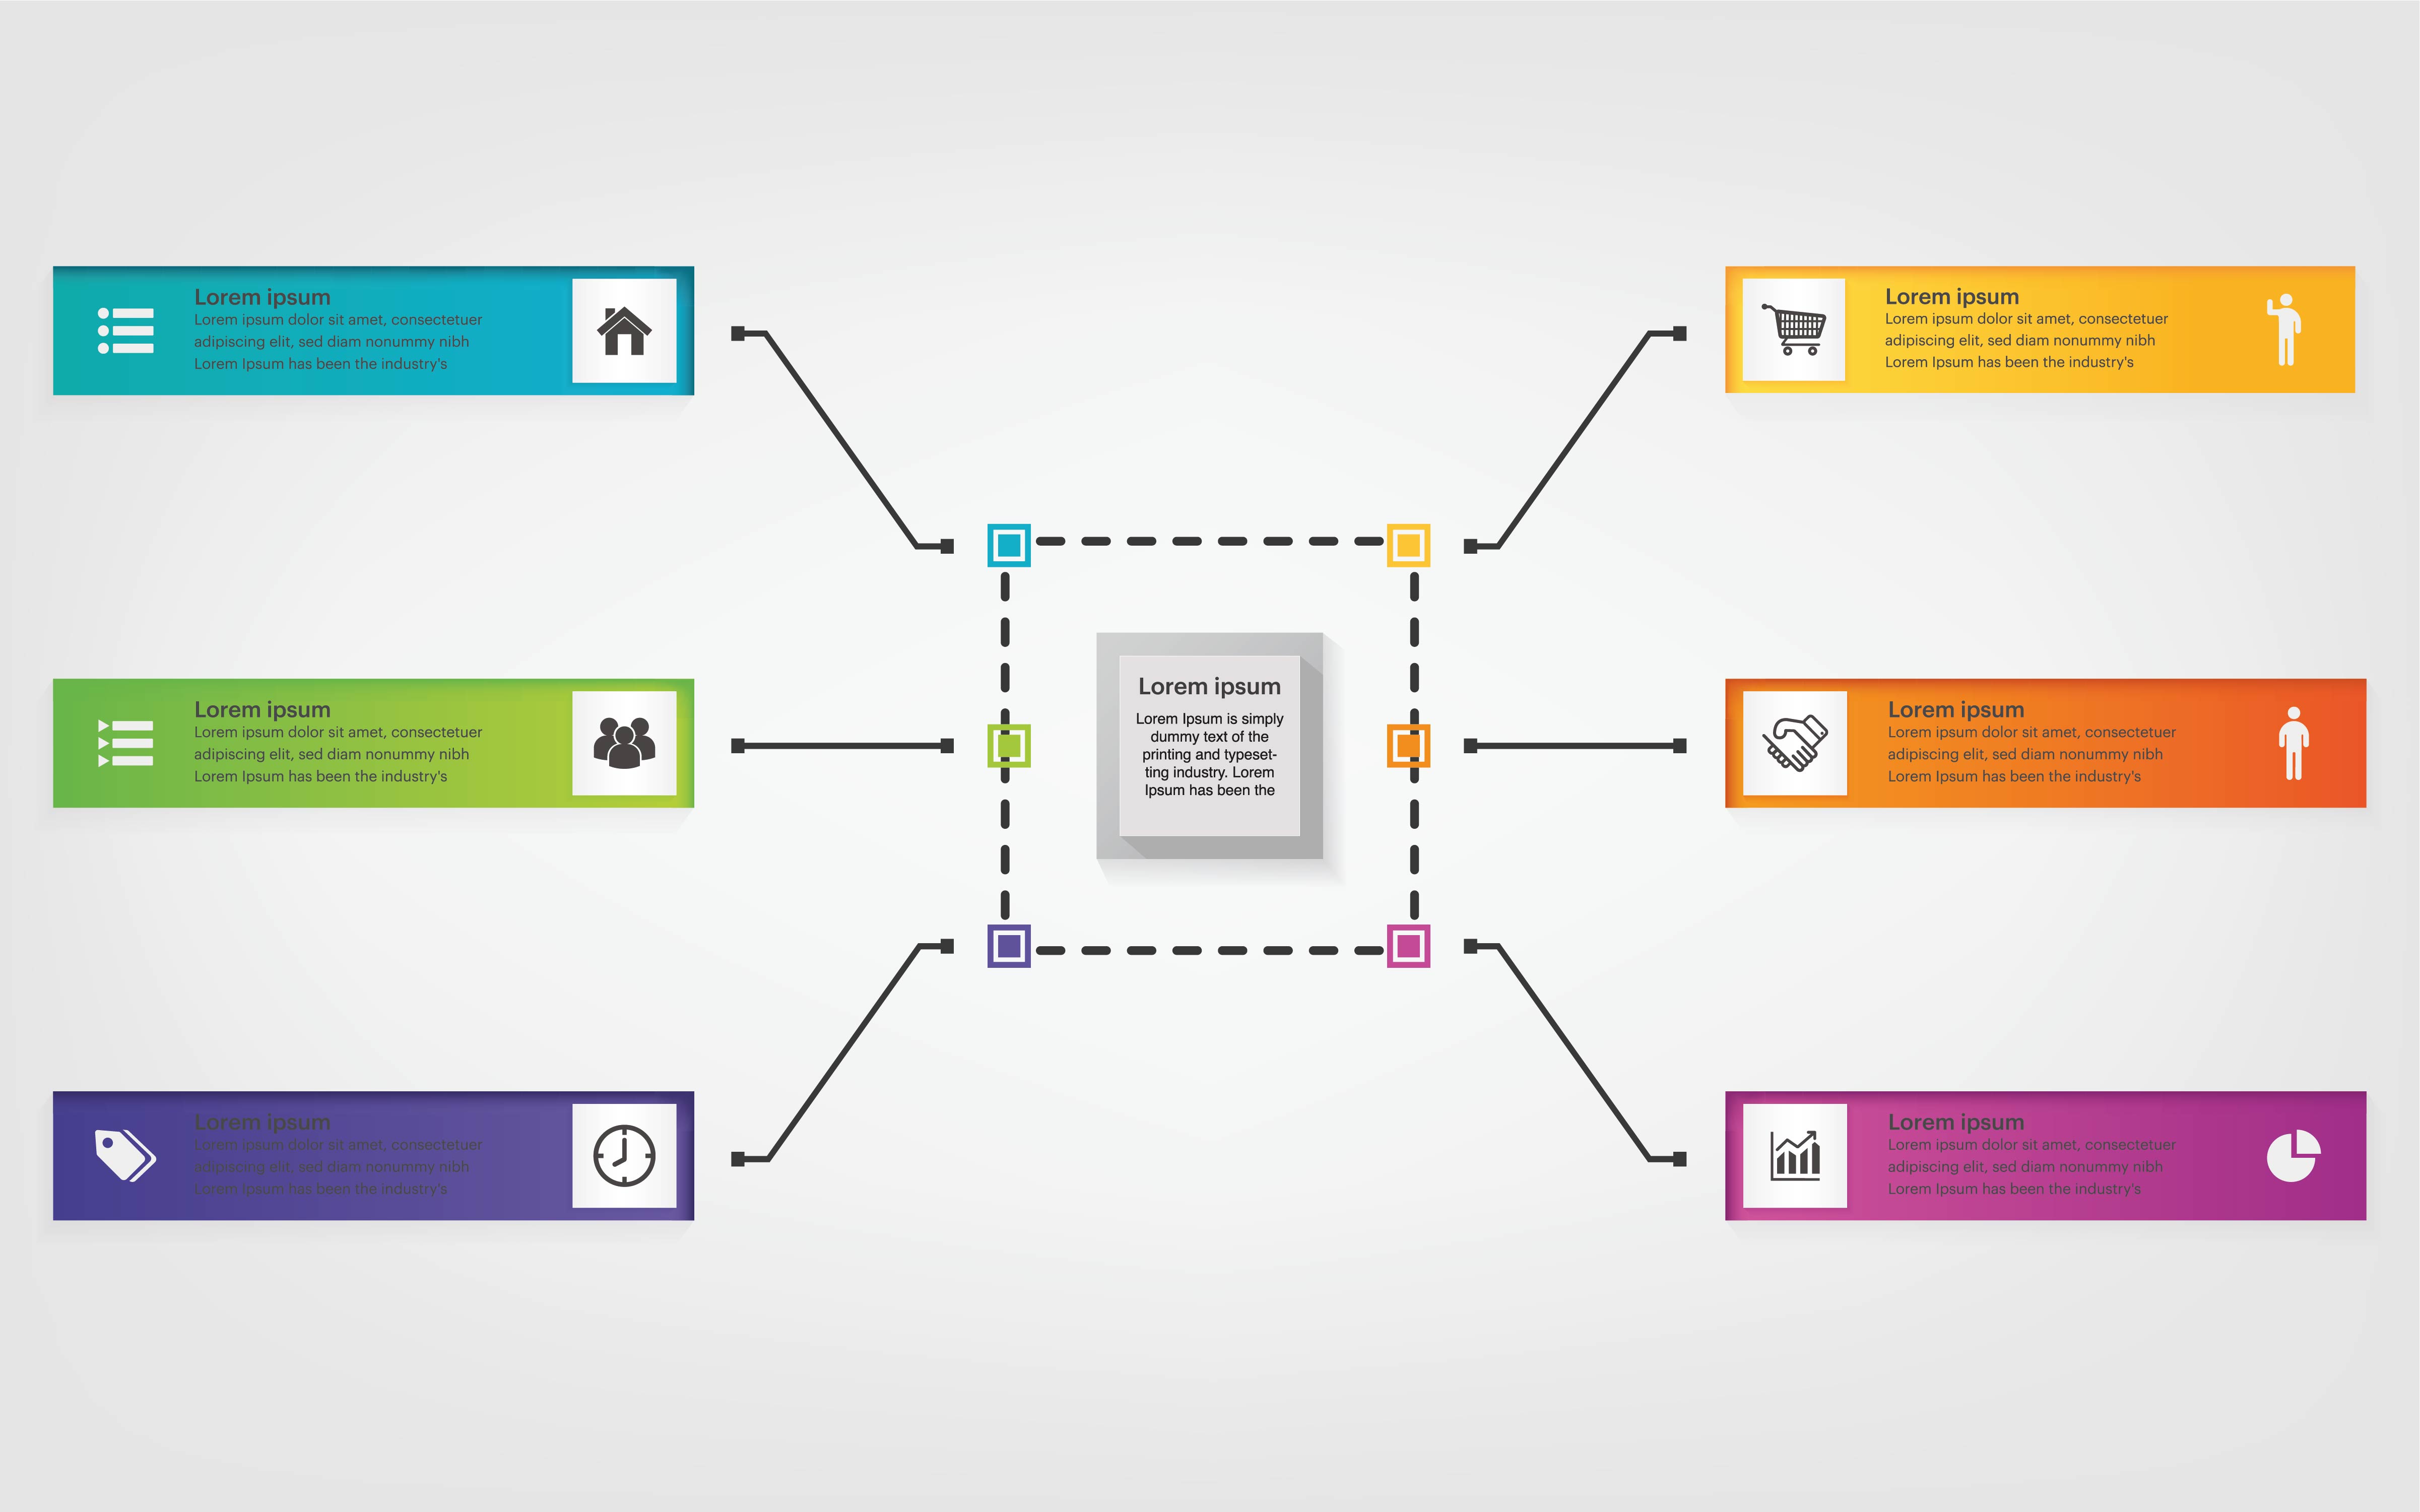 Lorem ipsum
Lorem ipsum dolor sit amet, consectetuer
adipiscing elit, sed diam nonummy nibh
Lorem Ipsum has been the industry's
Lorem ipsum
Lorem ipsum dolor sit amet, consectetuer
adipiscing elit, sed diam nonummy nibh
Lorem Ipsum has been the industry's
Lorem ipsum
Lorem ipsum dolor sit amet, consectetuer
adipiscing elit, sed diam nonummy nibh
Lorem Ipsum has been the industry's
Lorem ipsum
Lorem Ipsum is simply
dummy text of the
printing and typeset-
ting industry. Lorem
Ipsum has been the
Lorem ipsum
Lorem ipsum dolor sit amet, consectetuer
adipiscing elit, sed diam nonummy nibh
Lorem Ipsum has been the industry's
Lorem ipsum
Lorem ipsum dolor sit amet, consectetuer
adipiscing elit, sed diam nonummy nibh
Lorem Ipsum has been the industry's
Lorem ipsum
Lorem ipsum dolor sit amet, consectetuer
adipiscing elit, sed diam nonummy nibh
Lorem Ipsum has been the industry's